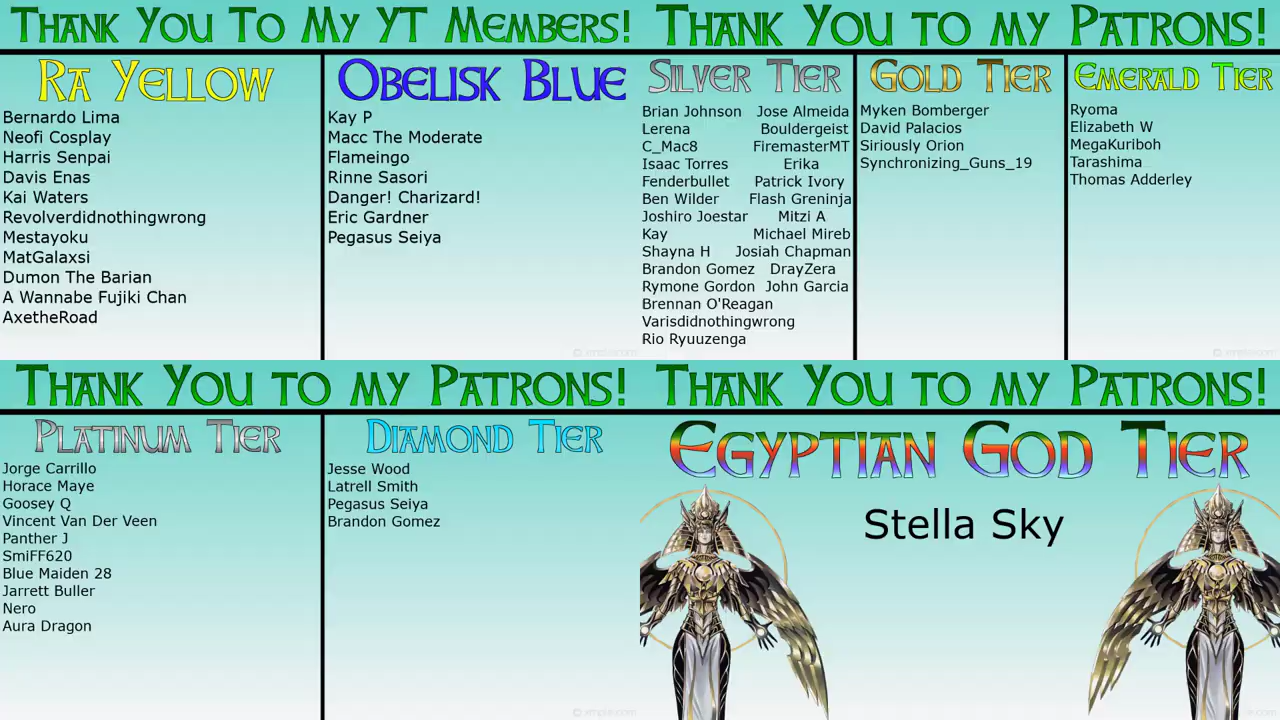 Thank You To My YT Members!
Ra Yellow
Bernardo Lima
Neofi Cosplay
Harris Senpai
Davis Enas
Kai Waters
Revolverdidnothingwrong
Mestayoku
MatGalaxsi
Dumon The Barian
A Wannabe Fujiki Chan
AxetheRoad
Obelisk Blue
Kay P
Macc The Moderate
Flameingo
Rinne Sasori
Danger! Charizard!
Eric Gardner
Pegasus Seiya
Thank You to my Patrons!
Silver Tier
Brian Johnson Jose Almeida
Lerena Bouldergeist
C_Mac8 FiremasterMT
Isaac Torres Erika
Fenderbullet Patrick Ivory
Ben Wilder Flash Greninja
Joshiro Joestar Mitzi A
Kay Michael Mireb
Shayna H Josiah Chapman
Brandon Gomez DrayZera
Rymone Gordon John Garcia
Brennan O'Reagan
Varisdidnothingwrong
Rio Ryuuzenga
Gold Tier
Myken Bomberger
David Palacios
Siriously Orion
Synchronizing_Guns_19
Emerald Tier
Ryoma
Elizabeth W
MegaKuriboh
Tarashima
Thomas Adderley
Thank You to my Patrons!
Platinum Tier
Jorge Carrillo
Horace Maye
Goosey Q
Vincent Van Der Veen
Panther J
SmiFF620
Blue Maiden 28
Jarrett Buller
Nero
Aura Dragon
Diamond Tier
Jesse Wood
Latrell Smith
Pegasus Seiya
Brandon Gomez
Thank You to my Patrons!
Egyptian God Tier
Stella Sky